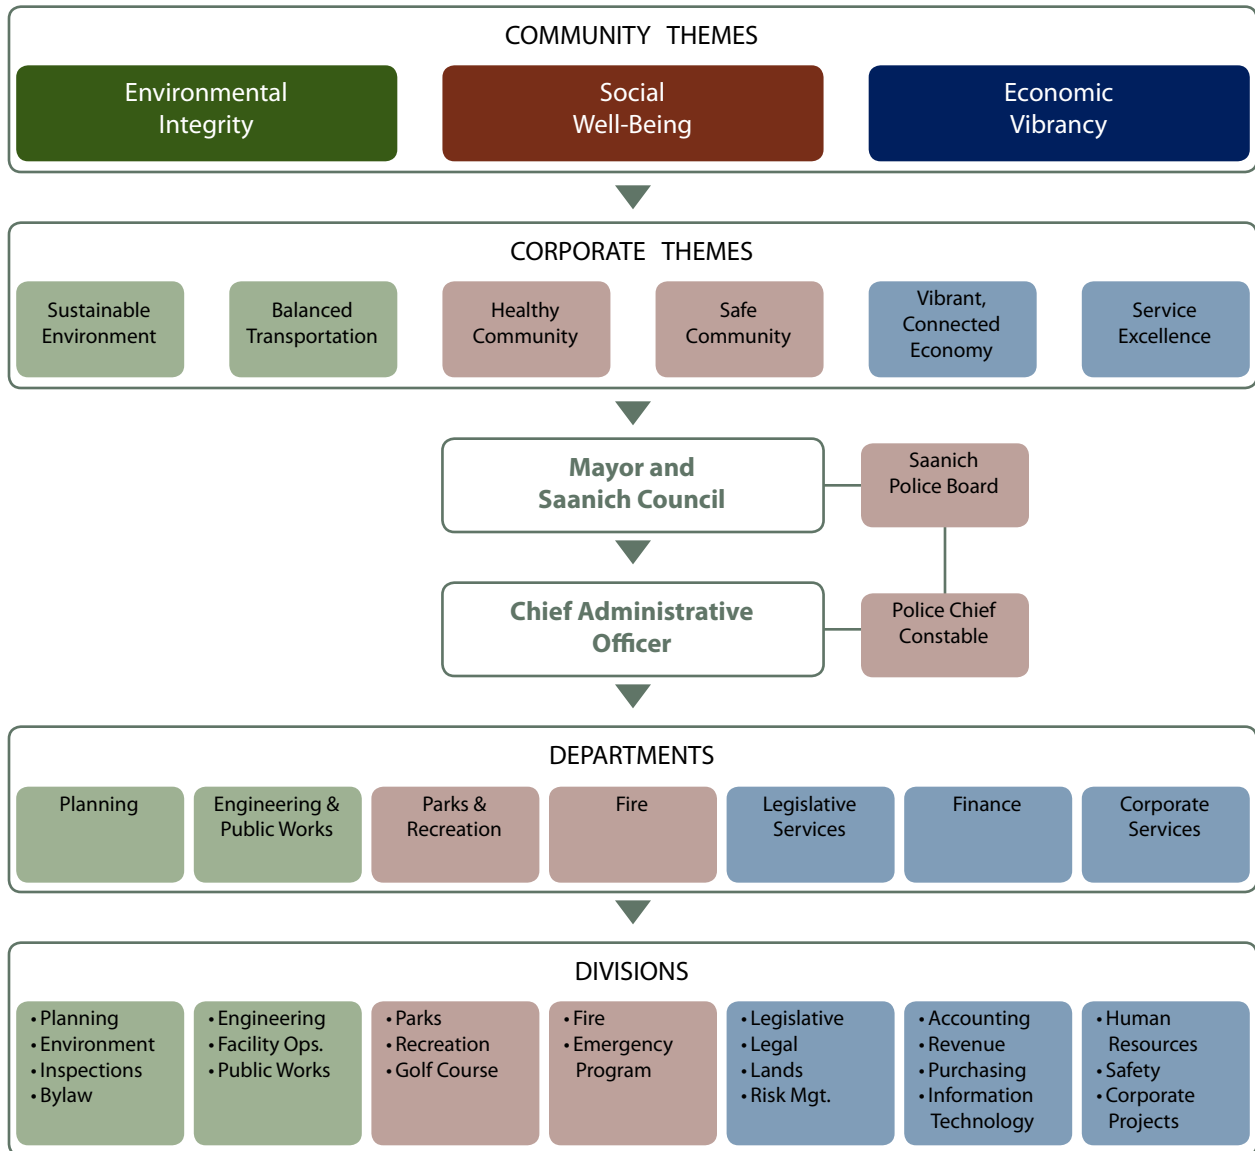 COMMUNITY THEMES
Environmental
Integrity
Social
Well-Being
Economic
Vibrancy
CORPORATE THEMES
Sustainable
Environment
Balanced
Transportation
Healthy
Community
Safe
Community
Vibrant,
Connected
Economy
Service
Excellence
Mayor and
Saanich Council
Saanich
Police Board
Chief Administrative
Officer
Police Chief
Constable
DEPARTMENTS
Planning
Engineering &
Public Works
Parks &
Recreation
Fire
Legislative
Services
Finance
Corporate
Services
DIVISIONS
• Planning
• Environment
• Inspections
• Bylaw
• Engineering
• Facility Ops.
• Public Works
• Parks
• Recreation
• Golf Course
• Fire
• Emergency
Program
• Legislative
• Legal
• Lands
• Risk Mgt.
• Accounting
• Revenue
• Purchasing
• Information
Technology
• Human
Resources
• Safety
• Corporate
Projects